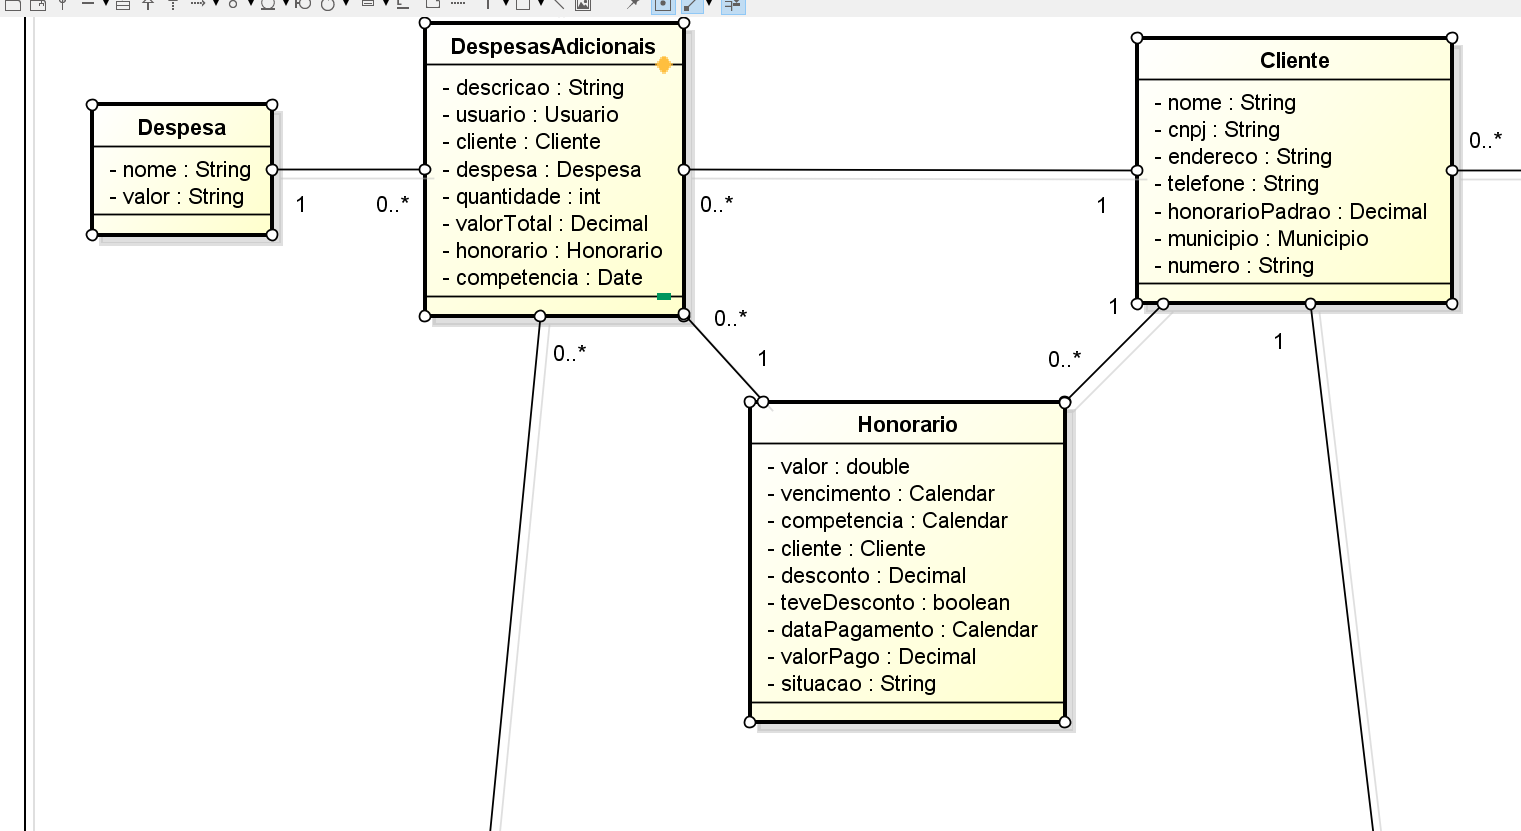 Despesa
- nome : String
- valor : String
1
0..*
DespesasAdicionais
- descricao : String
- usuario : Usuario
- cliente : Cliente
- despesa : Despesa
- quantidade : int
- valorTotal : Decimal
- honorario : Honorario
- competencia : Date
0..*
1
0..*
0..*
1
Cliente
- nome : String
- cnpj : String
- endereco : String
- telefone : String
- honorarioPadrao : Decimal
- municipio : Municipio
- numero : String
0..*
1
0..*
1
Honorario
- valor : double
- vencimento : Calendar
- competencia : Calendar
- cliente : Cliente
- desconto : Decimal
- teveDesconto : boolean
- dataPagamento : Calendar
- valorPago : Decimal
- situacao : String